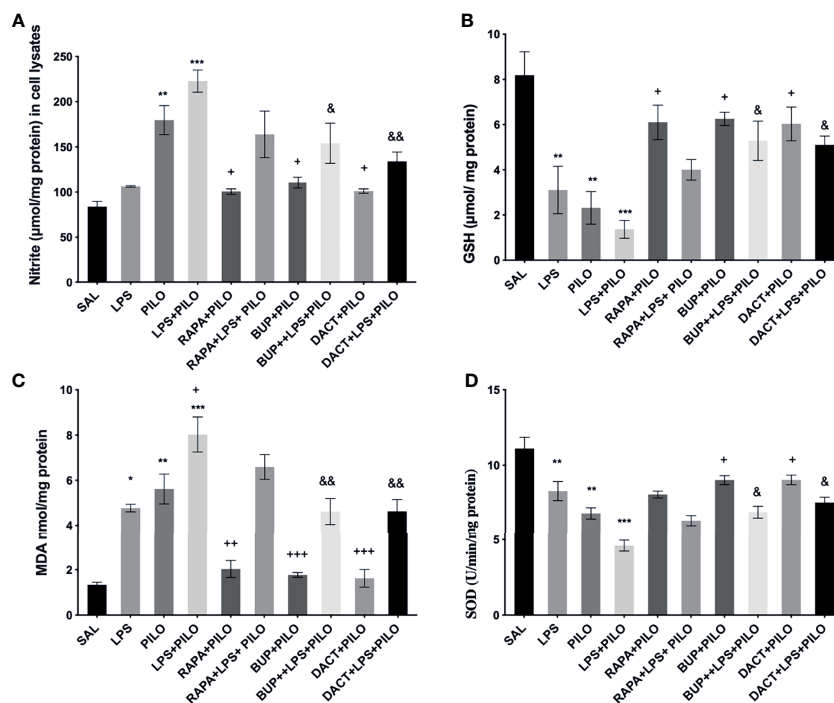 A
Nitrite (µmol/mg protein) in cell lysates
250
200
150
100
50
0
**
***
+
+
&
+
&&
SAL
LPS
PILO
LPS+PILO
RAPA+PILO
RAPA+LPS+ PILO
BUP+PILO
BUP++LPS+PILO
DACT+PILO
DACT+LPS+PILO
B
GSH (µmol/ mg protein)
10
8
6
4
2
0
**
**
***
+
+
&
+
&
SAL
LPS
PILO
LPS+PILO
RAPA+PILO
RAPA+LPS+ PILO
BUP+PILO
BUP++LPS+PILO
DACT+PILO
DACT+LPS+PILO
C
MDA nmol/mg protein
10
8
6
4
2
0
*
**
+
***
++
+++
&&
+++
&&
SAL
LPS
PILO
LPS+PILO
RAPA+PILO
RAPA+LPS+ PILO
BUP+PILO
BUP++LPS+PILO
DACT+PILO
DACT+LPS+PILO
D
SOD (U/min/mg protein)
15
10
5
0
**
**
***
+
&
+
&
SAL
LPS
PILO
LPS+PILO
RAPA+PILO
RAPA+LPS+PILO
BUP+PILO
BUP++LPS+PILO
DACT+PILO
DACT+LPS+PILO